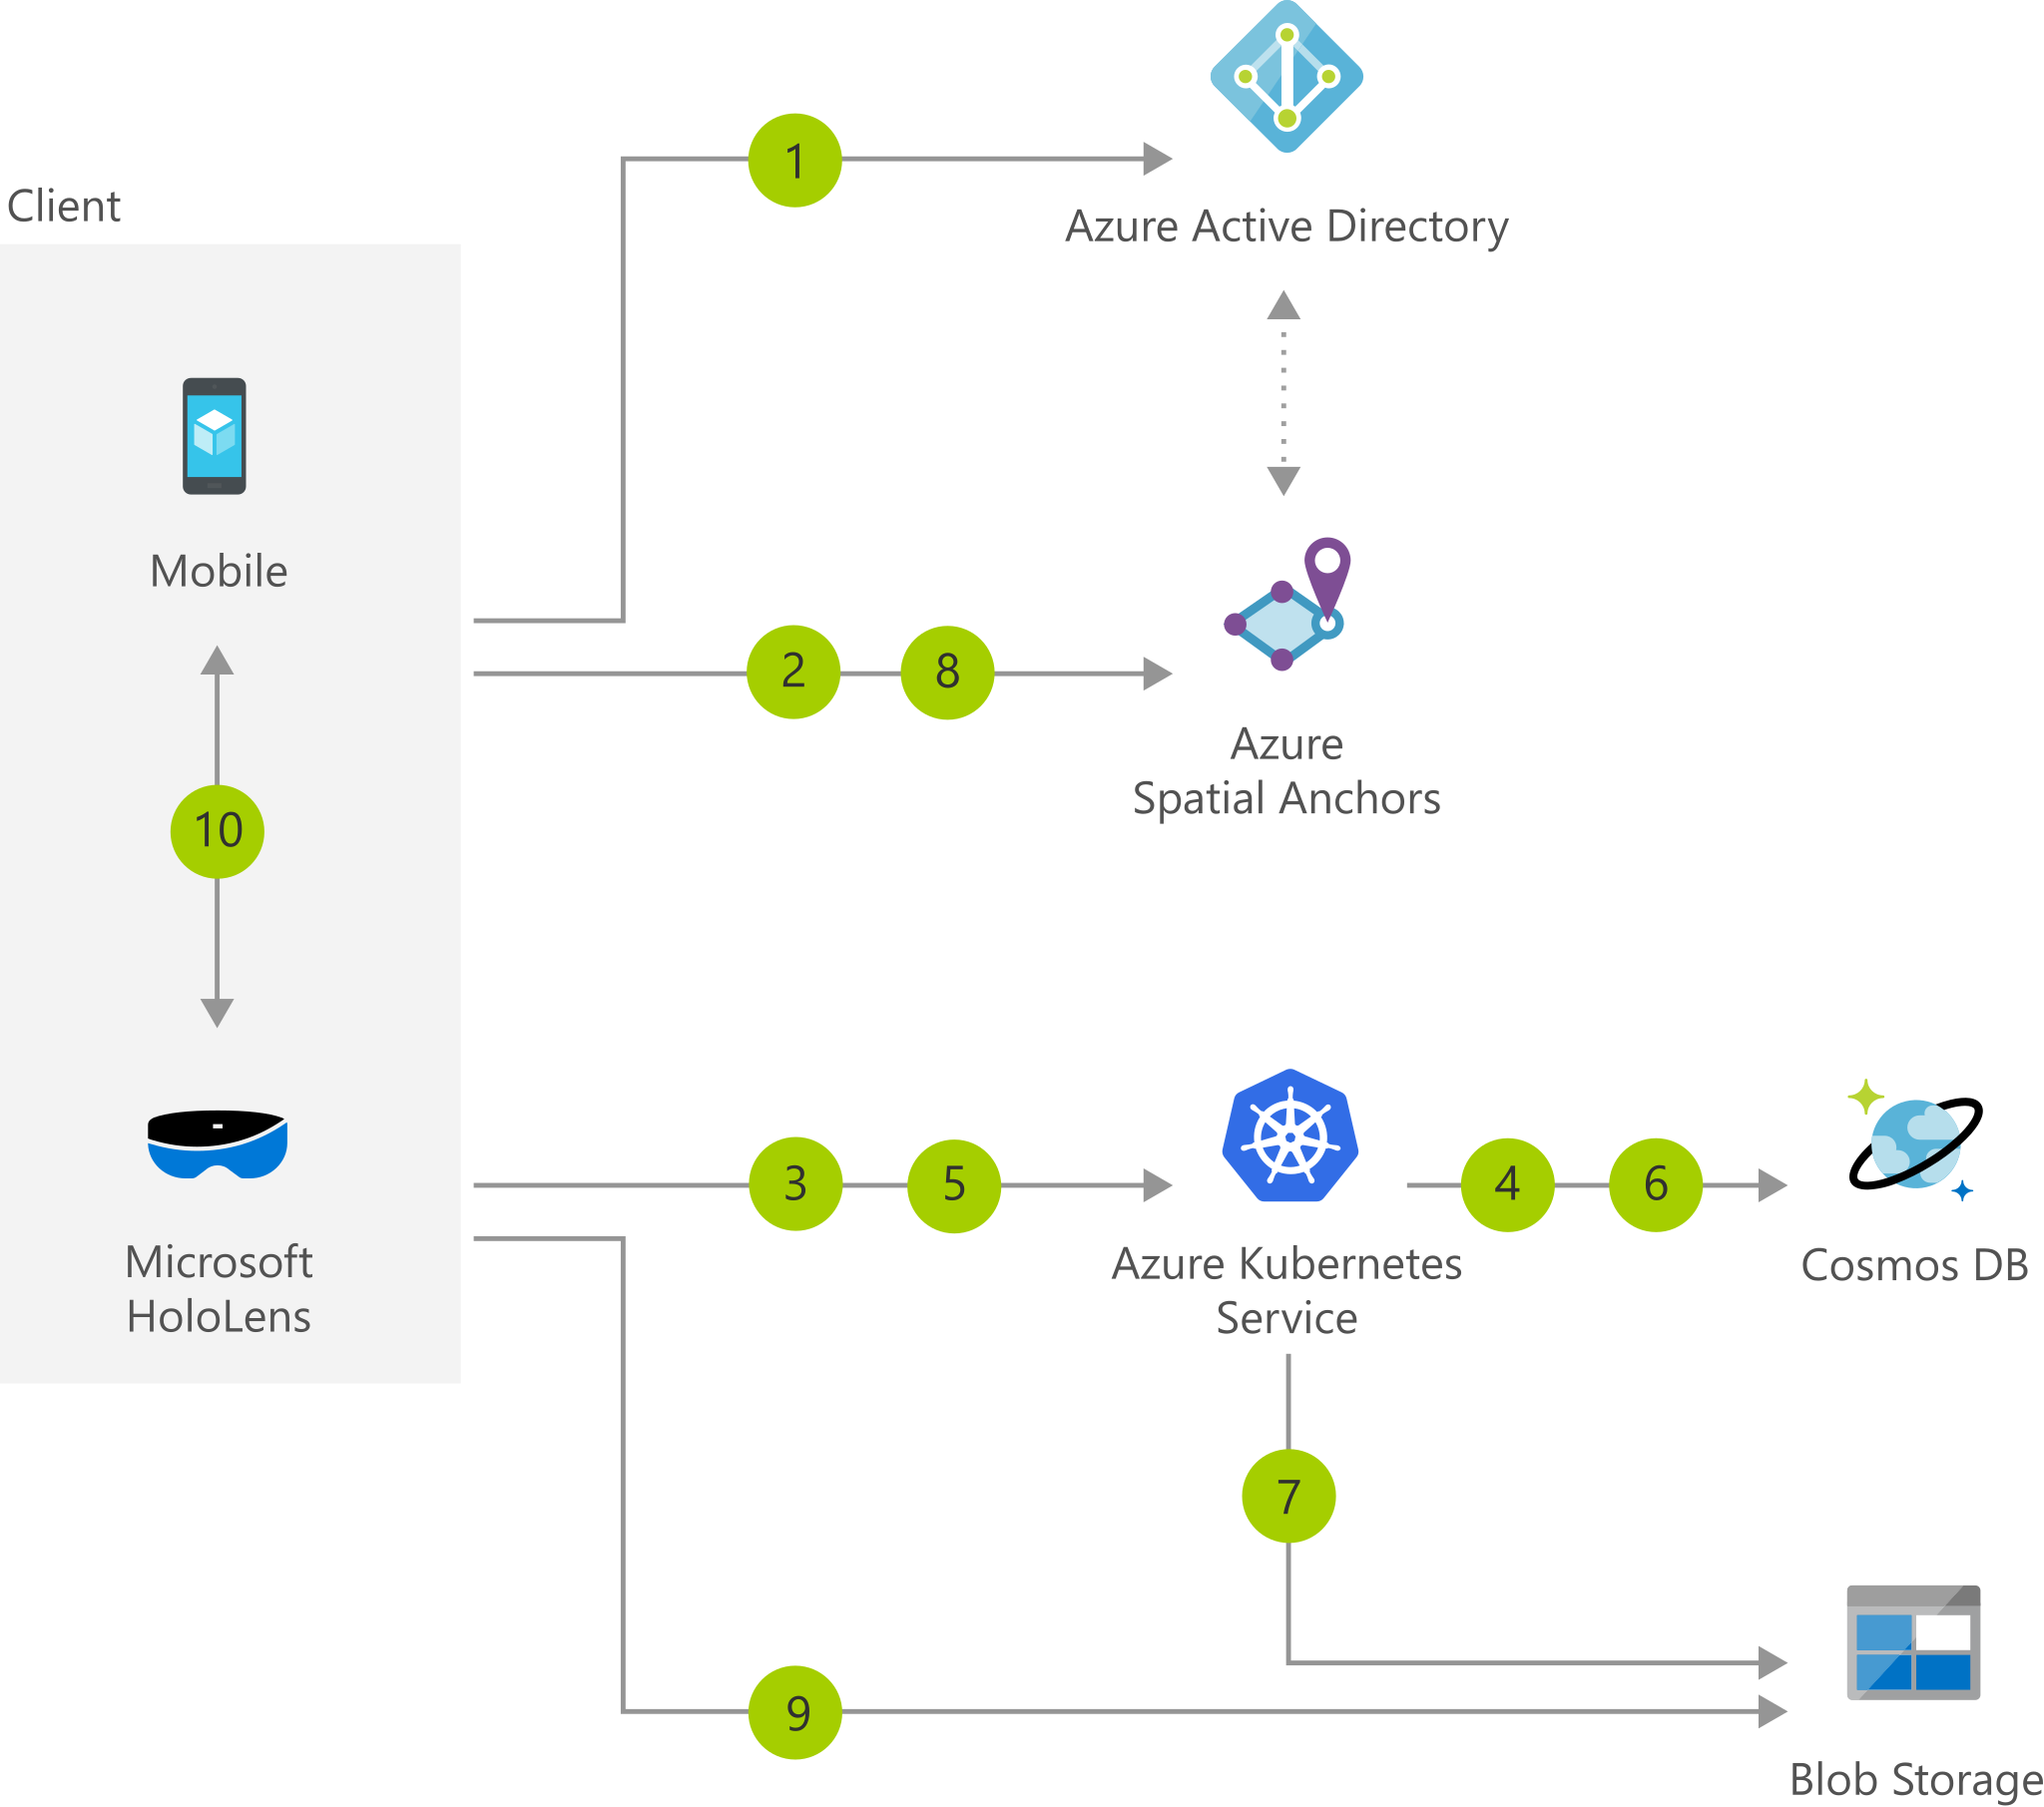 1
Azure Active Directory
Client
Mobile
2
8
Azure
Spatial Anchors
10
3
5
4
6
Microsoft
HoloLens
Azure Kubernetes
Service
Cosmos DB
7
9
Blob Storage